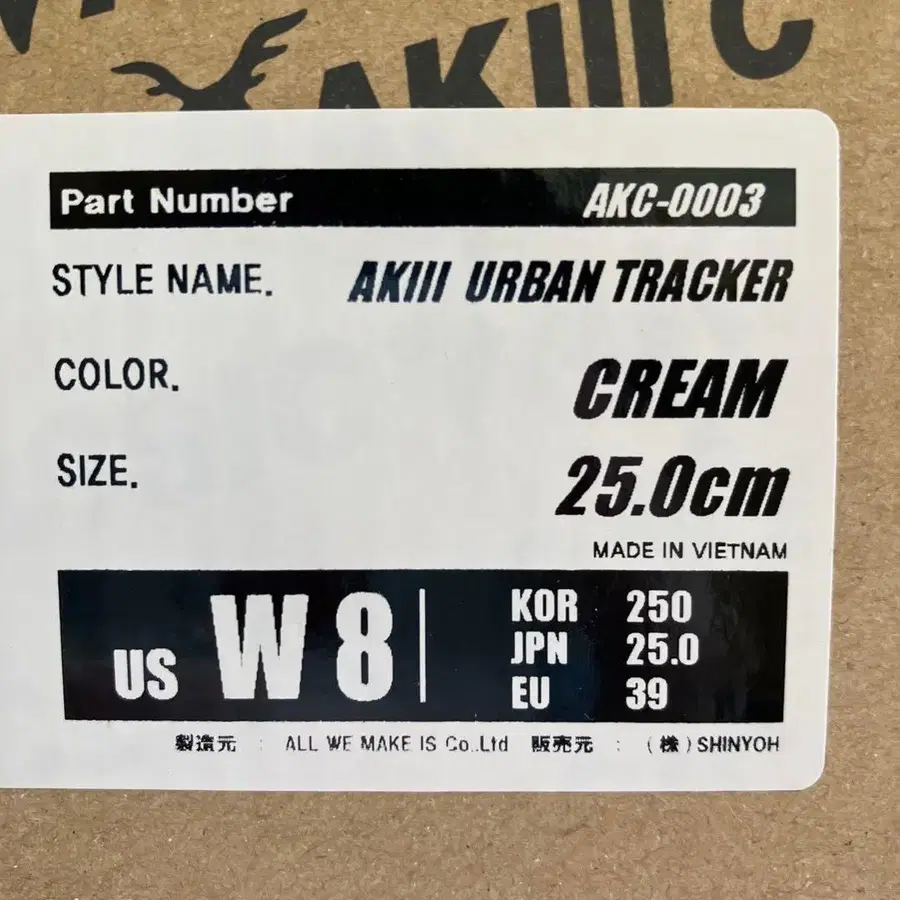 AKIIIC
Part Number AKC-0003
STYLE NAME. AKIII URBAN TRACKER
COLOR. CREAM
SIZE. 25.0cm
MADE IN VIETNAM
US W 8
KOR 250
JPN 25.0
EU 39
製造元 : ALL WE MAKE IS Co.,Ltd 販売元 : (株)SHINYOH